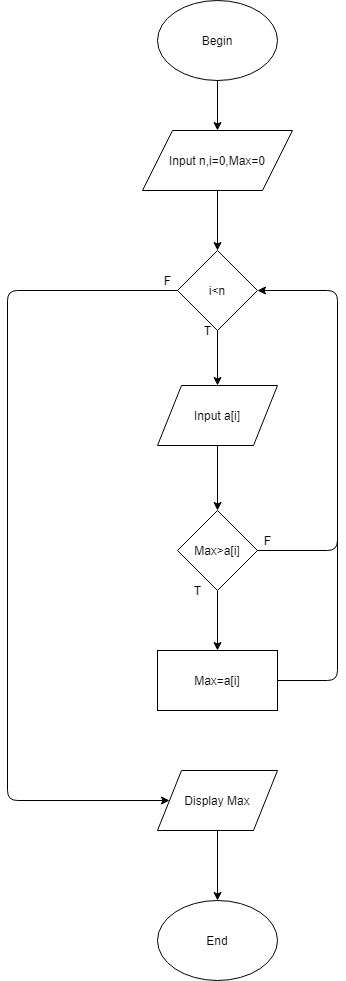 Begin
Input n,i=0,Max=0
F
i<n
T
Input a[i]
Max>a[i]
F
T
Max=a[i]
Display Max
End